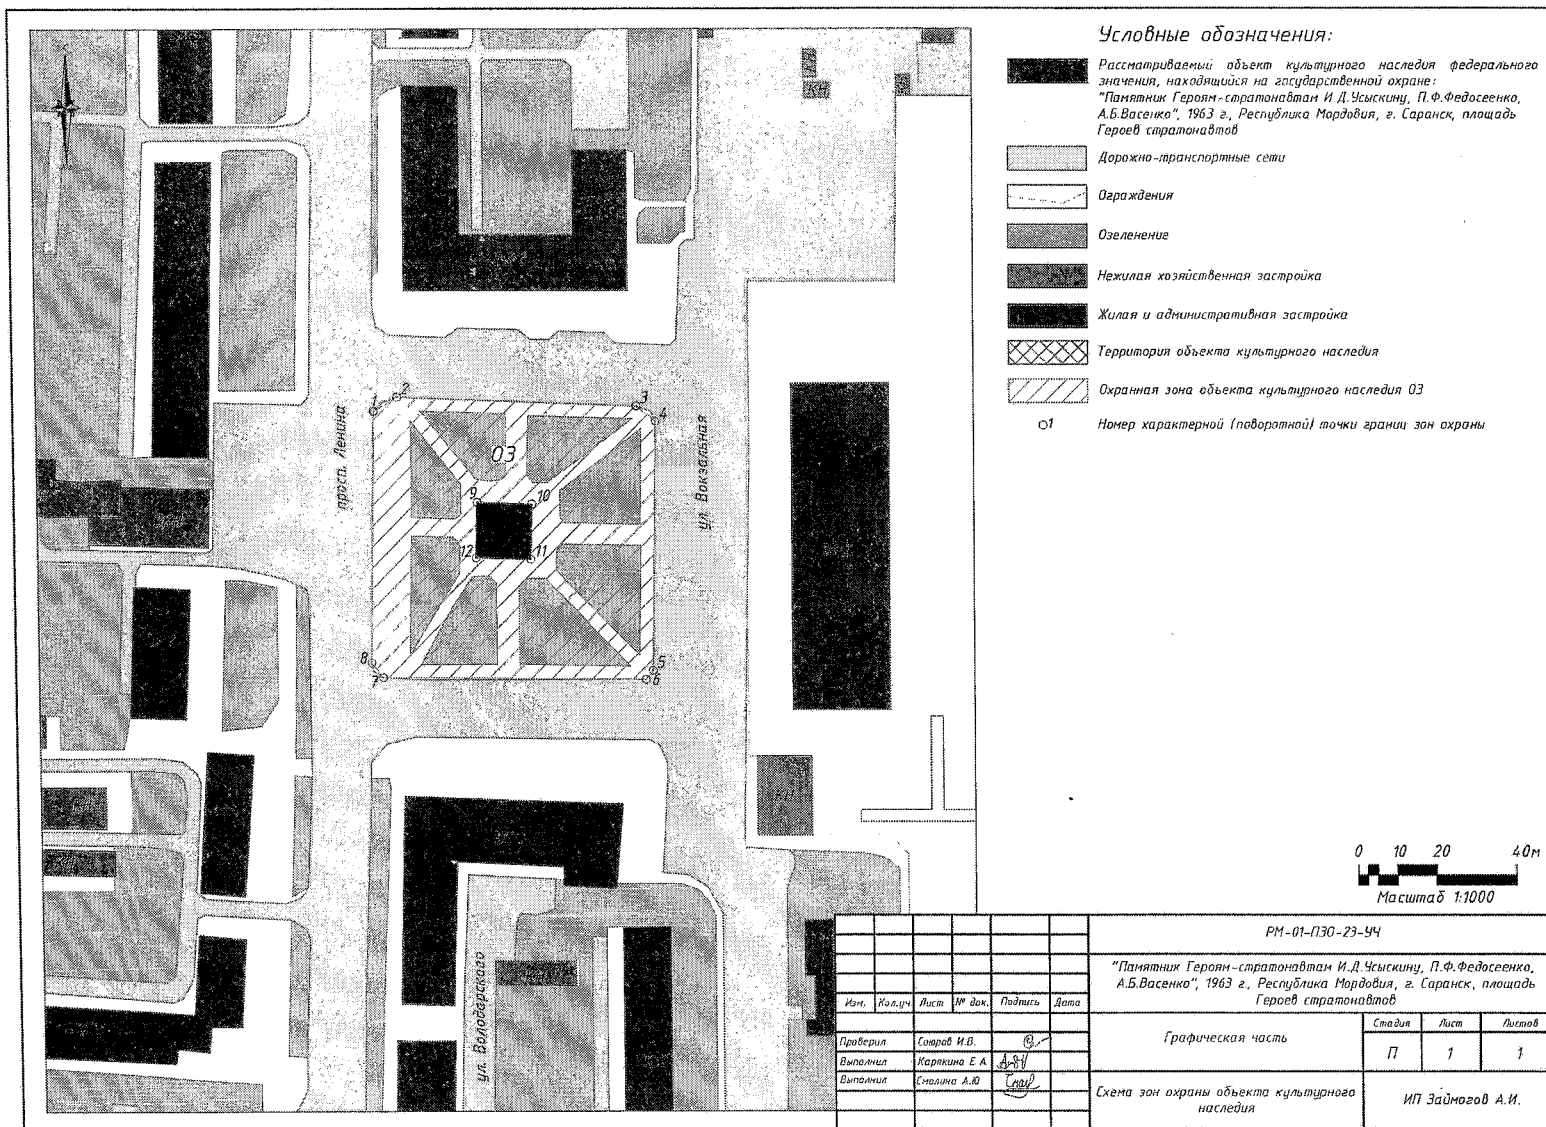 Условные обозначения:
Рассматриваемый объект культурного наследия федерального
значения, находящийся на государственной охране:
"Памятник Героям-стратонавтам И.Д.Усыскину, П.Ф.Федосеенко,
А.Б.Васенко", 1963 г., Республика Мордовия, г. Саранск, площадь
Героев стратонавтов
Дорожно-транспортные сети
Ограждения
Озеленение
Нежилая хозяйственная застройка
Жилая и административная застройка
Территория объекта культурного наследия
Охранная зона объекта культурного наследия ОЗ
1
Номер характерной (поворотной) точки границ зон охраны
КН
1
2
3
4
ОЗ
9
10
12
11
8
7
5
6
просп. Ленина
ул. Вокзальная
ул. Володарского
0 10 20 40м
Масштаб 1:1000
РМ-01-ПЗО-23-УЧ
"Памятник Героям-стратонавтам И.Д.Усыскину, П.Ф.Федосеенко,
А.Б.Васенко", 1963 г., Республика Мордовия, г. Саранск, площадь
Героев стратонавтов
Изм. Кол.уч Лист № док. Подпись Дата
Проверил
Выполнил Карякина Е.А.
Выполнил Смолина А.Ю
Графическая часть
Стадия Лист Листов
П 1 1
Схема зон охраны объекта культурного
наследия
ИП Займогов А.И.